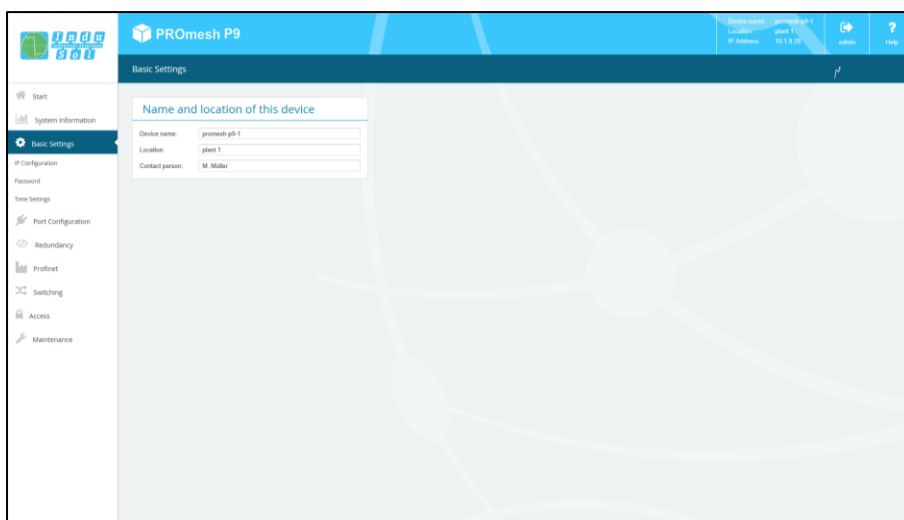 Indu
Sol
PROmesh P9
Device name: promesh-p9-1
Location: plant 1
IP Address: 10.1.9.20
admin
Help
Basic Settings
Start
System Information
Basic Settings
IP Configuration
Password
Time Settings
Port Configuration
Redundancy
Profinet
Switching
Access
Maintenance
Name and location of this device
Device name: promesh-p9-1
Location: plant 1
Contact person: M. Müller